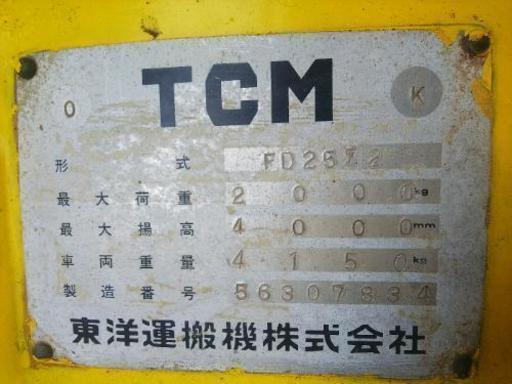 TCM
O
K
形式 FD25Z2
最大荷重 2000kg
最大揚高 4000mm
車両重量 4150kg
製造番号 56307834
東洋運搬機株式会社